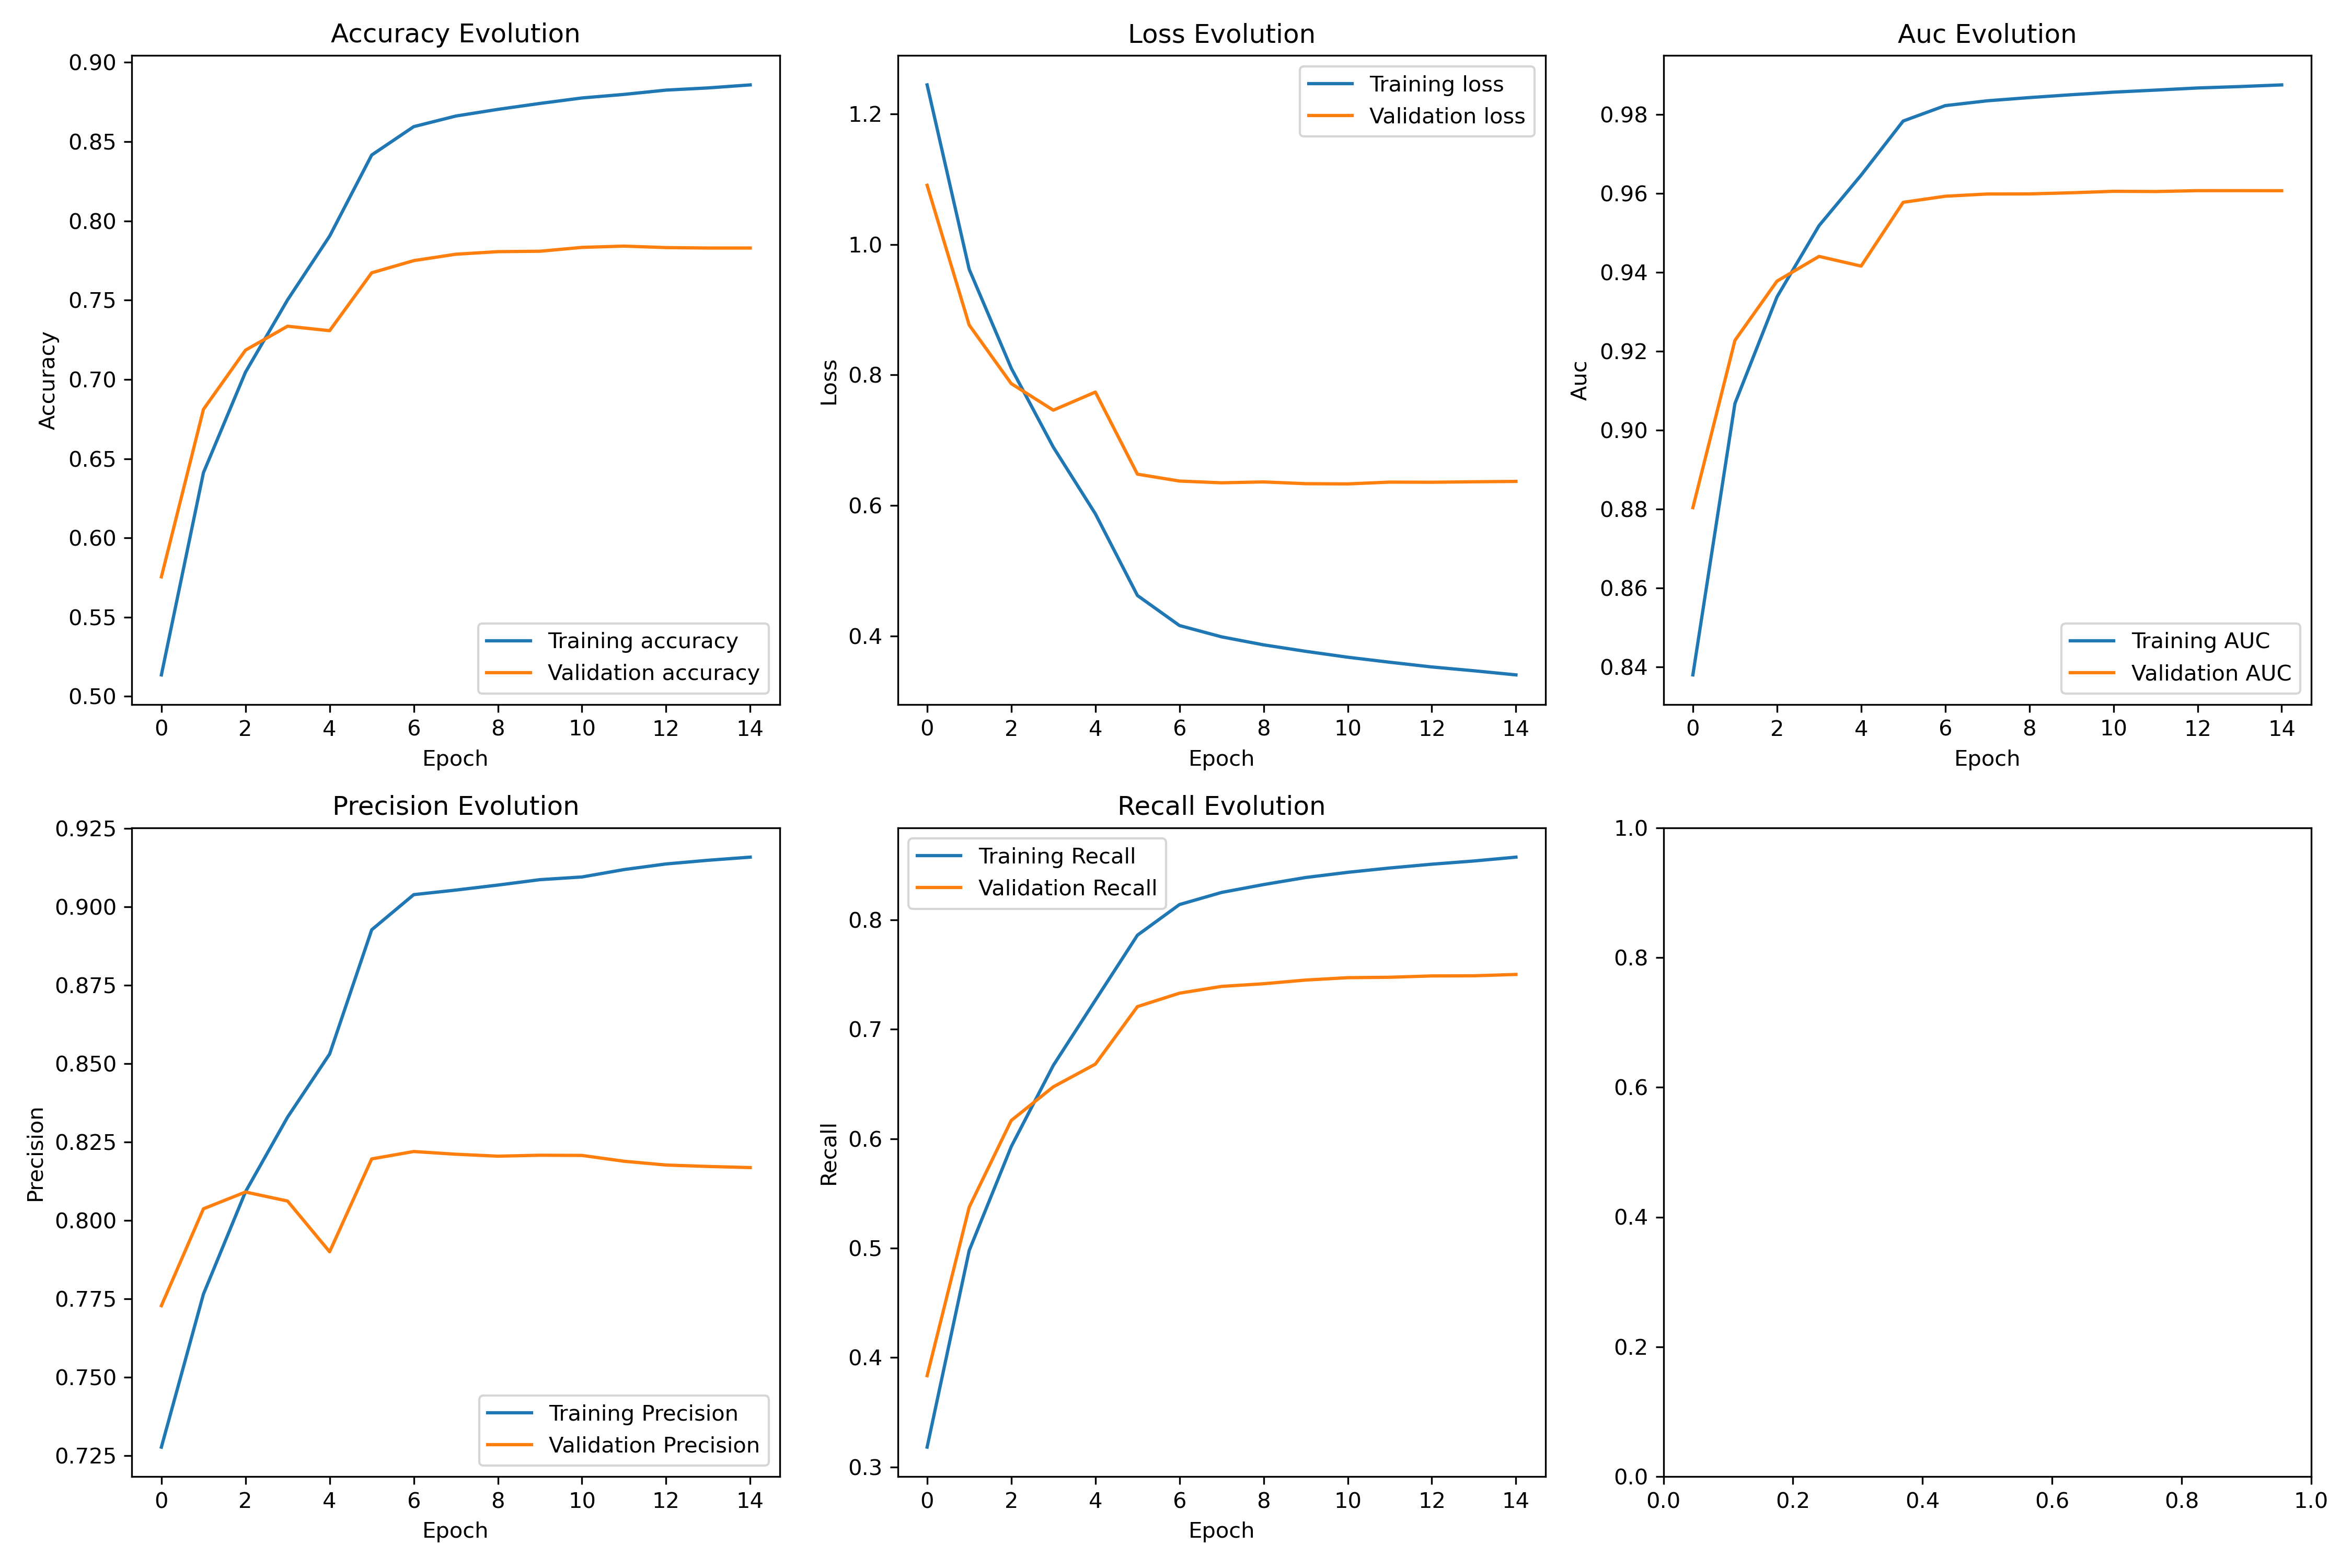 Accuracy Evolution
0.90
0.85
0.80
0.75
0.70
0.65
0.60
0.55
0.50
Accuracy
Training accuracy
Validation accuracy
0 2 4 6 8 10 12 14
Epoch
Loss Evolution
1.2
1.0
0.8
0.6
0.4
Loss
Training loss
Validation loss
0 2 4 6 8 10 12 14
Epoch
Auc Evolution
0.98
0.96
0.94
0.92
0.90
0.88
0.86
0.84
Auc
Training AUC
Validation AUC
0 2 4 6 8 10 12 14
Epoch
Precision Evolution
0.925
0.900
0.875
0.850
0.825
0.800
0.775
0.750
0.725
Precision
Training Precision
Validation Precision
0 2 4 6 8 10 12 14
Epoch
Recall Evolution
Training Recall
Validation Recall
0.8
0.7
0.6
0.5
0.4
0.3
Recall
0 2 4 6 8 10 12 14
Epoch
1.0
0.8
0.6
0.4
0.2
0.0
0.0 0.2 0.4 0.6 0.8 1.0